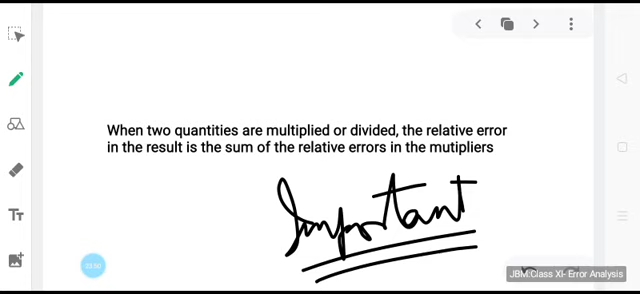 When two quantities are multiplied or divided, the relative error
in the result is the sum of the relative errors in the mutipliers
Important
Tт
JBM:Class XI- Error Analysis